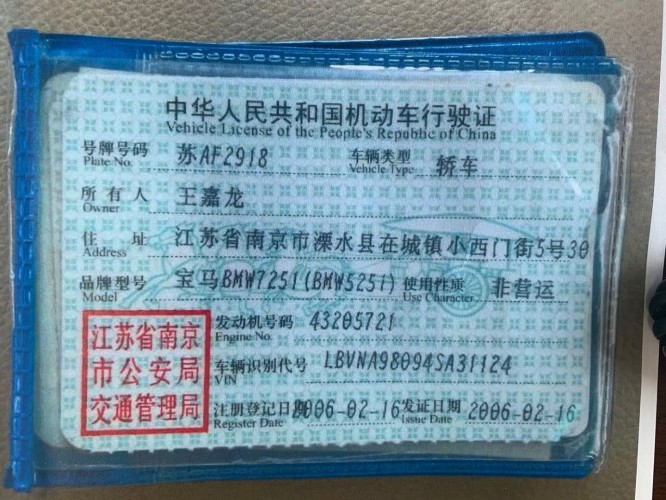 中华人民共和国机动车行驶证
Vehicle License of the People's Republic of China
号牌号码 苏AF2918 车辆类型 轿车
Plate No. Vehicle Type
所有人 王嘉龙
Owner
住址 江苏省南京市溧水县在城镇小西门街5号30
Address
品牌型号 宝马BMW7251(BMW525I) 使用性质 非营运
Model Use Character
江苏省南京
市公安局
交通管理局
发动机号码 43205721
Engine No.
车辆识别代号 LBVNA98094SA31124
VIN
注册登记日期 2006-02-16 发证日期 2006-02-16
Register Date Issue Date